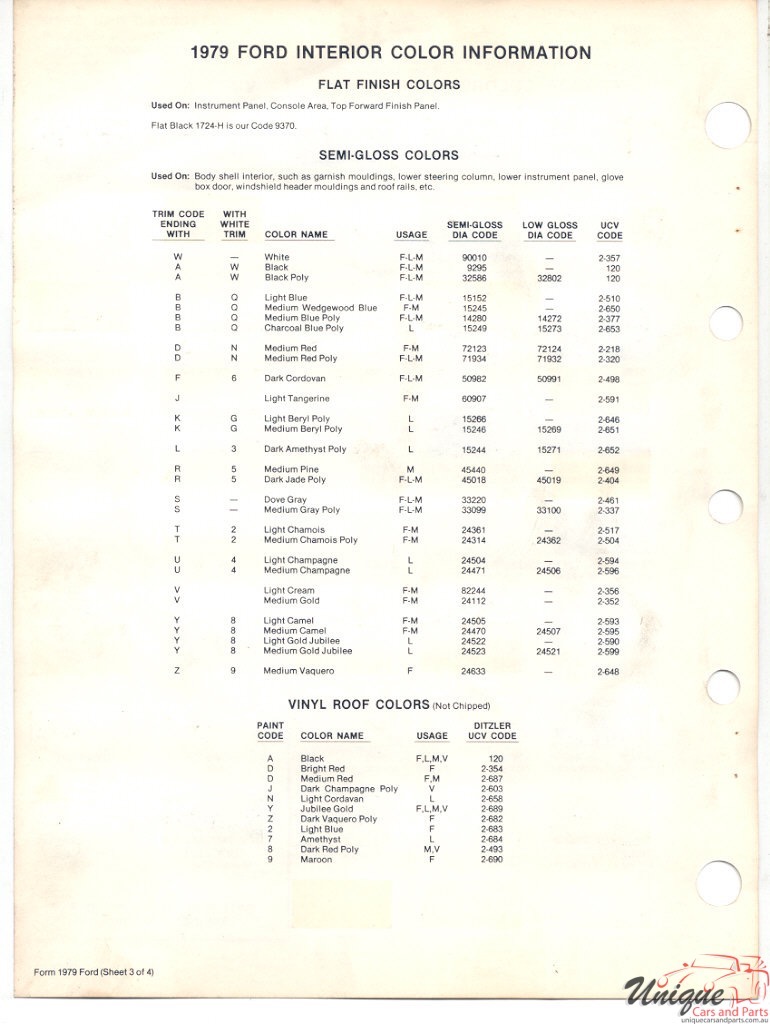 1979 FORD INTERIOR COLOR INFORMATION
FLAT FINISH COLORS
Used On: Instrument Panel, Console Area, Top Forward Finish Panel.
Flat Black 1724-H is our Code 9370.
SEMI-GLOSS COLORS
Used On: Body shell interior, such as garnish mouldings, lower steering column, lower instrument panel, glove
box door, windshield header mouldings and roof rails, etc.
TRIM CODE ENDING WITH WITH WHITE TRIM COLOR NAME USAGE SEMI-GLOSS DIA CODE LOW GLOSS DIA CODE UCV CODE
W — White F-L-M 90010 — 2-357
A W Black F-L-M 9295 — 120
A W Black Poly F-L-M 32586 32802 120
B Q Light Blue F-L-M 15152 — 2-510
B Q Medium Wedgewood Blue F-M 15245 — 2-650
B Q Medium Blue Poly F-L-M 14280 14272 2-377
B Q Charcoal Blue Poly L 15249 15273 2-653
D N Medium Red F-M 72123 72124 2-218
D N Medium Red Poly F-L-M 71934 71932 2-320
F 6 Dark Cordovan F-L-M 50982 50991 2-498
J Light Tangerine F-M 60907 — 2-591
K G Light Beryl Poly L 15266 — 2-646
K G Medium Beryl Poly L 15246 15269 2-651
L 3 Dark Amethyst Poly L 15244 15271 2-652
R 5 Medium Pine M 45440 — 2-649
R 5 Dark Jade Poly F-L-M 45018 45019 2-404
S — Dove Gray F-L-M 33220 — 2-461
S — Medium Gray Poly F-L-M 33099 33100 2-337
T 2 Light Chamois F-M 24361 — 2-517
T 2 Medium Chamois Poly F-M 24314 24362 2-504
U 4 Light Champagne L 24504 — 2-594
U 4 Medium Champagne L 24471 24506 2-596
V Light Cream F-M 82244 — 2-356
V Medium Gold F-M 24112 — 2-352
Y 8 Light Camel F-M 24505 — 2-593
Y 8 Medium Camel F-M 24470 24507 2-595
Y 8 Light Gold Jubilee L 24522 — 2-590
Y 8 Medium Gold Jubilee L 24523 24521 2-599
Z 9 Medium Vaquero F 24633 — 2-648
VINYL ROOF COLORS (Not Chipped)
PAINT CODE COLOR NAME USAGE DITZLER UCV CODE
A Black F,L,M,V 120
D Bright Red F 2-354
D Medium Red F,M 2-687
J Dark Champagne Poly V 2-603
N Light Cordavan L 2-658
Y Jubilee Gold F,L,M,V 2-689
Z Dark Vaquero Poly F 2-682
2 Light Blue F 2-683
7 Amethyst L 2-684
8 Dark Red Poly M,V 2-493
9 Maroon F 2-690
Form 1979 Ford (Sheet 3 of 4)
Unique
Cars and Parts
uniquecarsandparts.com.au